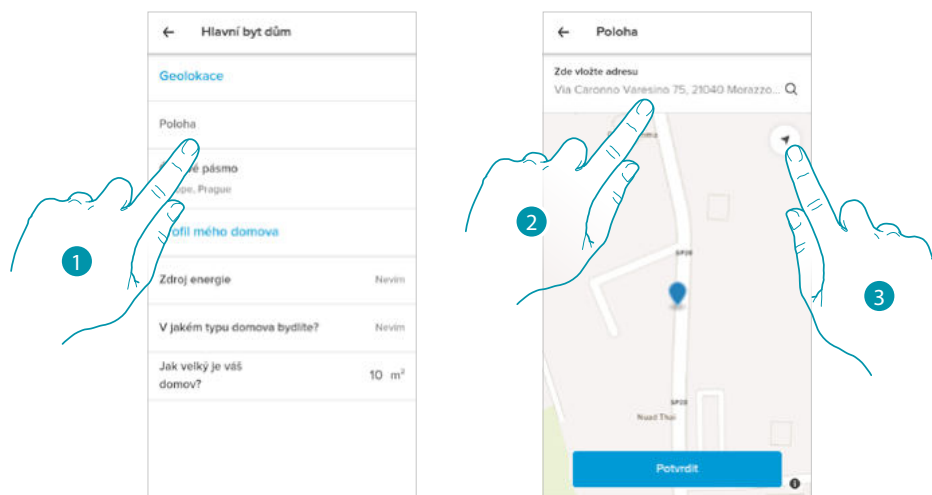 Hlavní byt dům
Geolokace
Poloha
pásmo
Prague
mého domova
Zdroj energie
Nevím
V jakém typu domova bydlíte?
Nevím
Jak velký je váš
domov?
10 m²
1
Poloha
Zde vložte adresu
Via Caronno Varesino 75, 21040 Morazzo...
SP20
SP20
Nuad Thai
Potvrdit
2
3